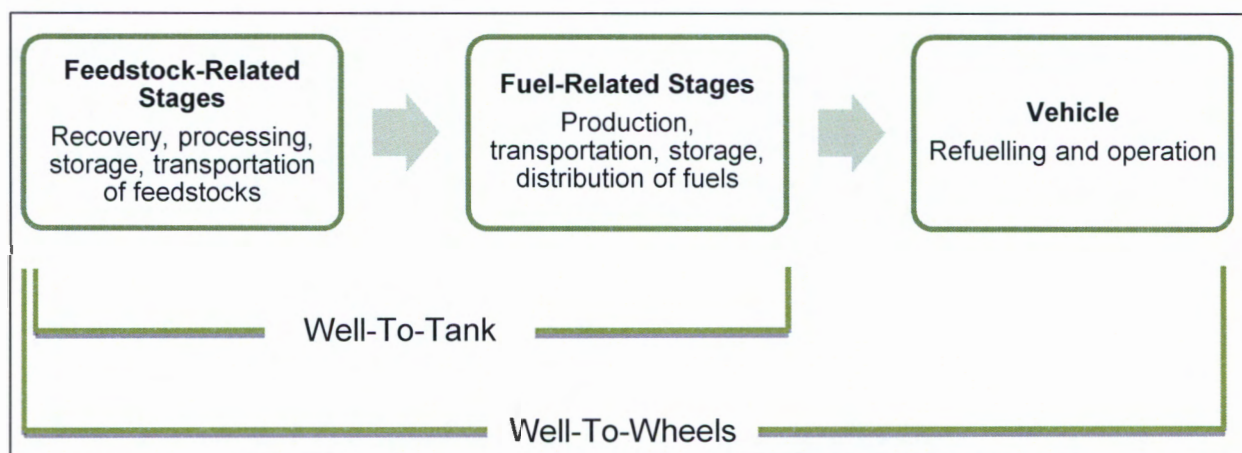 Feedstock-Related
Stages
Recovery, processing,
storage, transportation
of feedstocks
Fuel-Related Stages
Production,
transportation, storage,
distribution of fuels
Vehicle
Refuelling and operation
Well-To-Tank
Well-To-Wheels